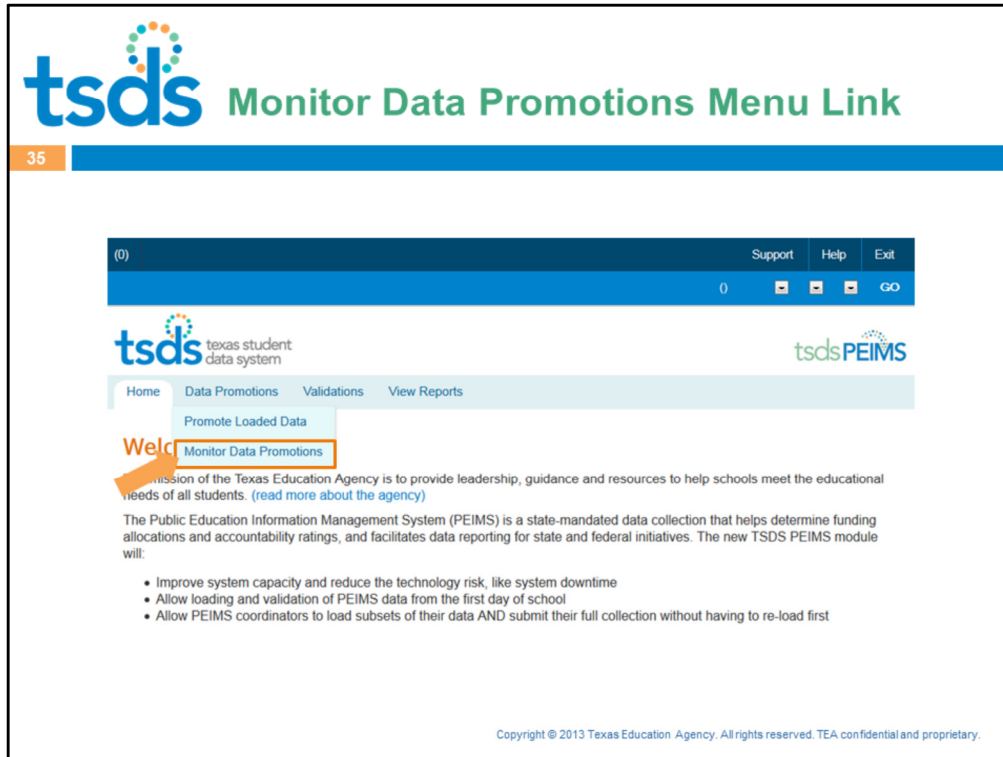 tsds Monitor Data Promotions Menu Link
35
(0) Support Help Exit
() GO
tsds texas student
data system
tsdsPEIMS
Home Data Promotions Validations View Reports
Promote Loaded Data
Welc
Monitor Data Promotions
ission of the Texas Education Agency is to provide leadership, guidance and resources to help schools meet the educational
needs of all students. (read more about the agency)
The Public Education Information Management System (PEIMS) is a state-mandated data collection that helps determine funding
allocations and accountability ratings, and facilitates data reporting for state and federal initiatives. The new TSDS PEIMS module
will:
• Improve system capacity and reduce the technology risk, like system downtime
• Allow loading and validation of PEIMS data from the first day of school
• Allow PEIMS coordinators to load subsets of their data AND submit their full collection without having to re-load first
Copyright © 2013 Texas Education Agency. All rights reserved. TEA confidential and proprietary.